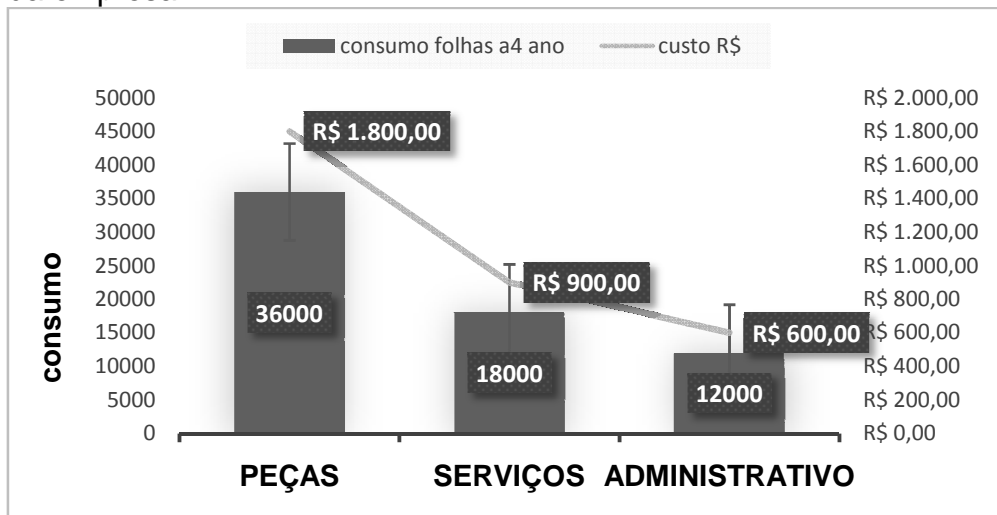 consumo folhas a4 ano custo R$
50000
45000
40000
35000
30000
25000
20000
15000
10000
5000
0
consumo
R$ 2.000,00
R$ 1.800,00
R$ 1.600,00
R$ 1.400,00
R$ 1.200,00
R$ 1.000,00
R$ 800,00
R$ 600,00
R$ 400,00
R$ 200,00
R$ 0,00
R$ 1.800,00
R$ 900,00
R$ 600,00
36000
18000
12000
PEÇAS SERVIÇOS ADMINISTRATIVO